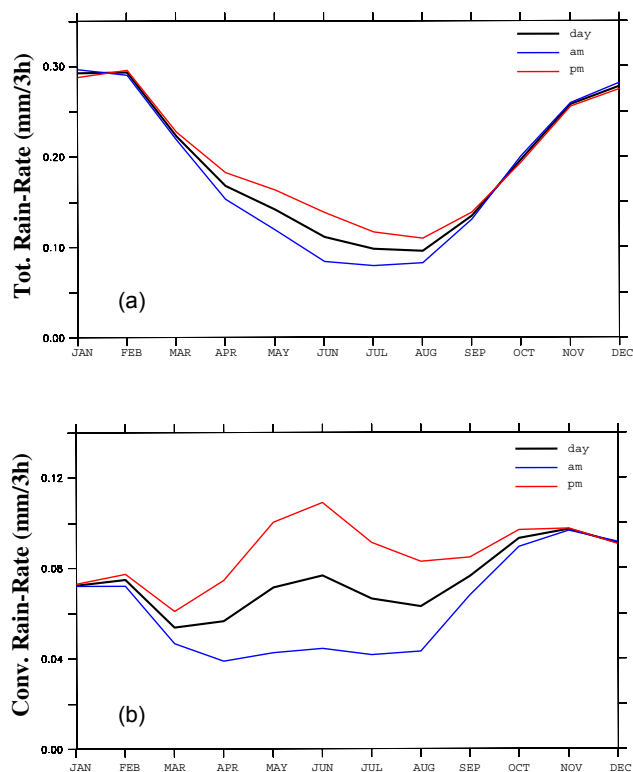 Tot. Rain-Rate (mm/3h)
0.30
0.20
0.10
0.00
day
am
pm
(a)
JAN FEB MAR APR MAY JUN JUL AUG SEP OCT NOV DEC
Conv. Rain-Rate (mm/3h)
0.12
0.08
0.04
0.00
day
am
pm
(b)
JAN FEB MAR APR MAY JUN JUL AUG SEP OCT NOV DEC